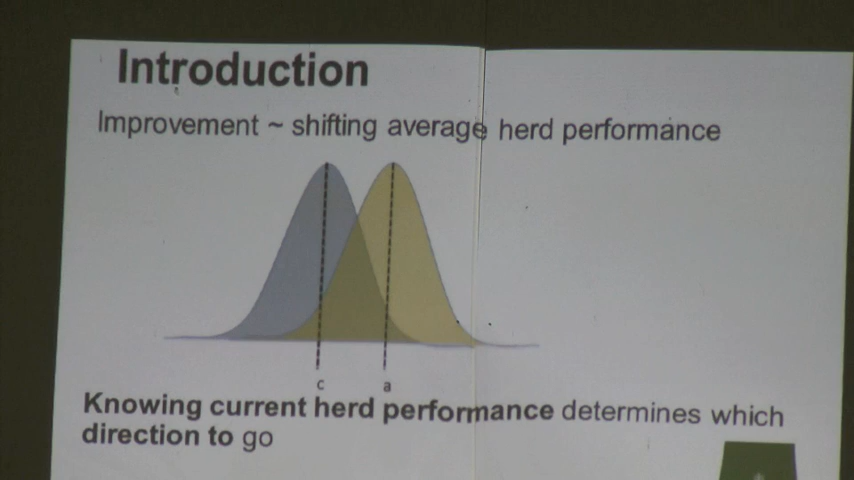 Introduction
Improvement ~ shifting average herd performance
c a
Knowing current herd performance determines which
direction to go